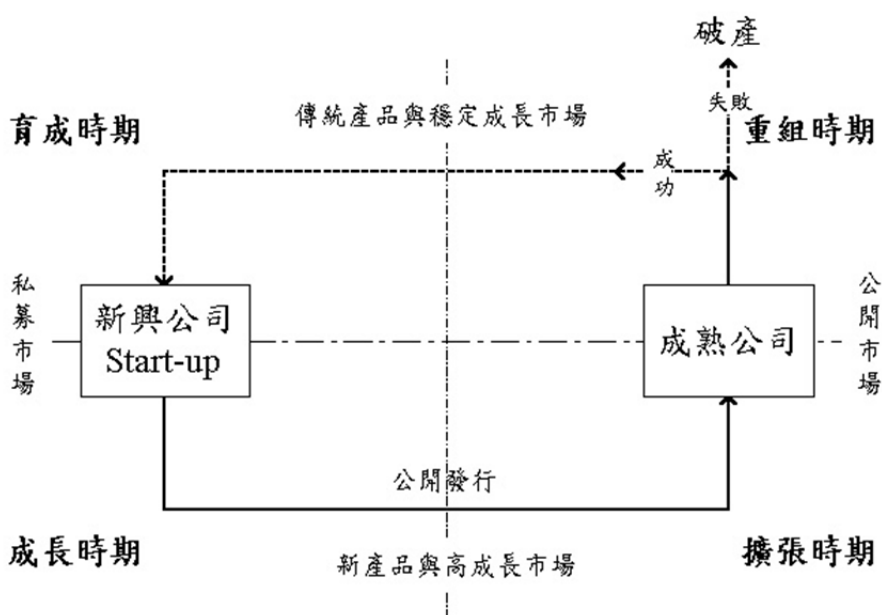 破產
失敗
育成時期
傳統產品與穩定成長市場
重組時期
成功
私募市場
新興公司
Start-up
成熟公司
公開市場
公開發行
成長時期
新產品與高成長市場
擴張時期